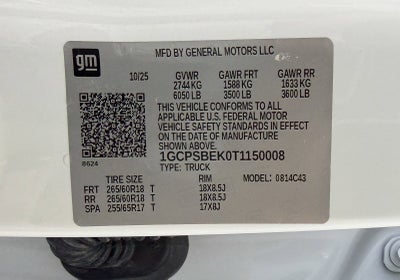 gm
MFD BY GENERAL MOTORS LLC
10/25 GVWR GAWR FRT GAWR RR
2744 KG 1588 KG 1633 KG
6050 LB 3500 LB 3600 LB
THIS VEHICLE CONFORMS TO ALL
APPLICABLE U.S. FEDERAL MOTOR
VEHICLE SAFETY STANDARDS IN EFFECT
ON THE DATE OF MANUFACTURE
SHOWN ABOVE.
1GCPSBEK0T1150008
8624 TYPE: TRUCK
TIRE SIZE RIM MODEL: 0814C43
FRT 265/60R18 T 18X8.5J
RR 265/60R18 T 18X8.5J
SPA 255/65R17 T 17X8J